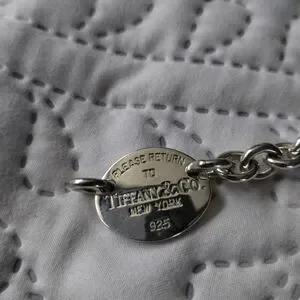 PLEASE RETURN
TO
TIFFANY & CO.
NEW YORK
925